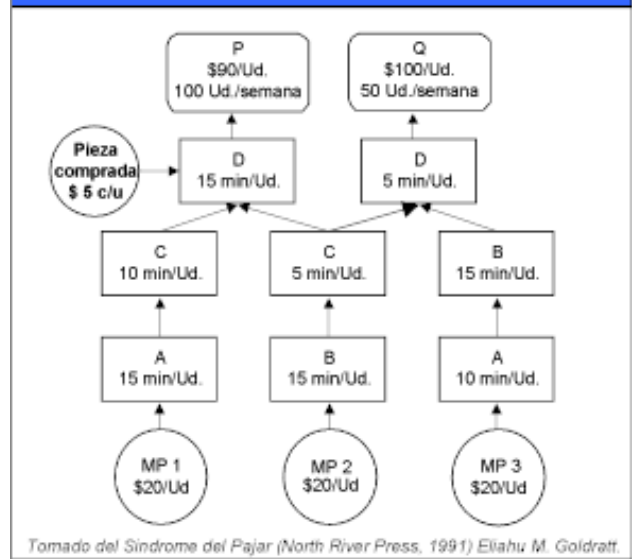 P
$90/Ud.
100 Ud./semana
Q
$100/Ud.
50 Ud./semana
Pieza
comprada
$ 5 c/u
D
15 min/Ud.
D
5 min/Ud.
C
10 min/Ud.
C
5 min/Ud.
B
15 min/Ud.
A
15 min/Ud.
B
15 min/Ud.
A
10 min/Ud.
MP 1
$20/Ud
MP 2
$20/Ud
MP 3
$20/Ud
Tomado del Sindrome del Pajar (North River Press, 1991) Eliahu M. Goldratt.